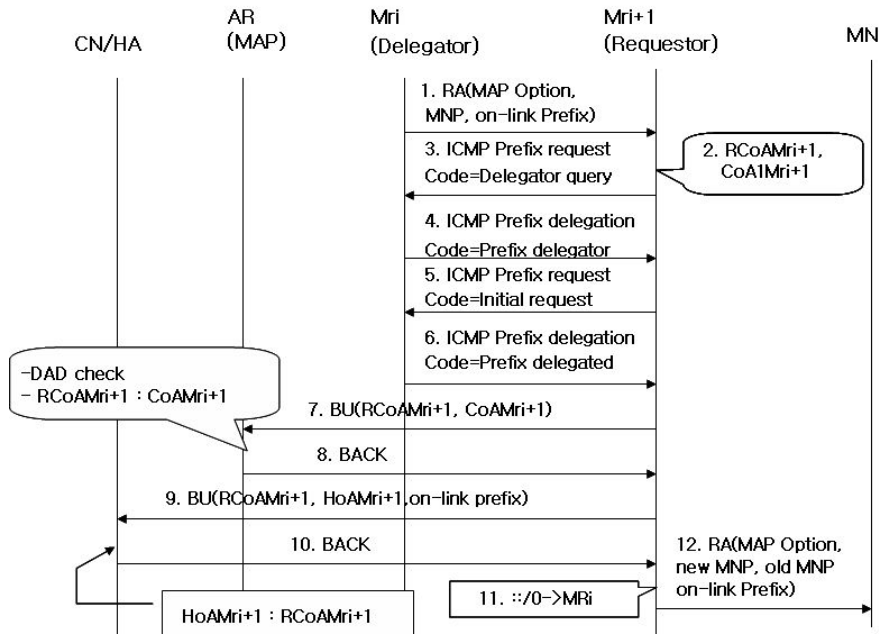 CN/HA
AR
(MAP)
Mri
(Delegator)
Mri+1
(Requestor)
MN
1. RA(MAP Option,
MNP, on-link Prefix)
2. RCoAMri+1,
CoA1Mri+1
3. ICMP Prefix request
Code=Delegator query
4. ICMP Prefix delegation
Code=Prefix delegator
5. ICMP Prefix request
Code=Initial request
6. ICMP Prefix delegation
Code=Prefix delegated
-DAD check
- RCoAMri+1 : CoAMri+1
7. BU(RCoAMri+1, CoAMri+1)
8. BACK
9. BU(RCoAMri+1, HoAMri+1,on-link prefix)
10. BACK
11. ::/0->MRi
12. RA(MAP Option,
new MNP, old MNP
on-link Prefix)
HoAMri+1 : RCoAMri+1